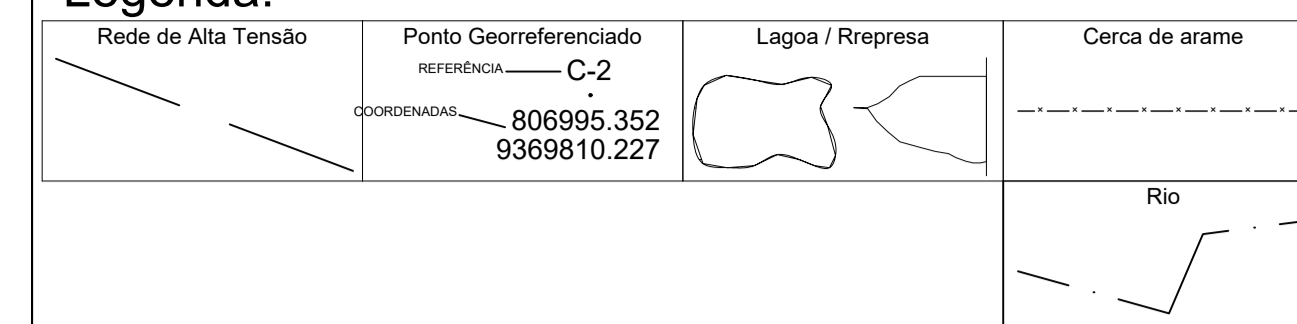 Legenda:
Rede de Alta Tensão
Ponto Georreferenciado
REFERÊNCIA
C-2
COORDENADAS
806995.352
9369810.227
Lagoa / Rrepresa
Cerca de arame
Rio